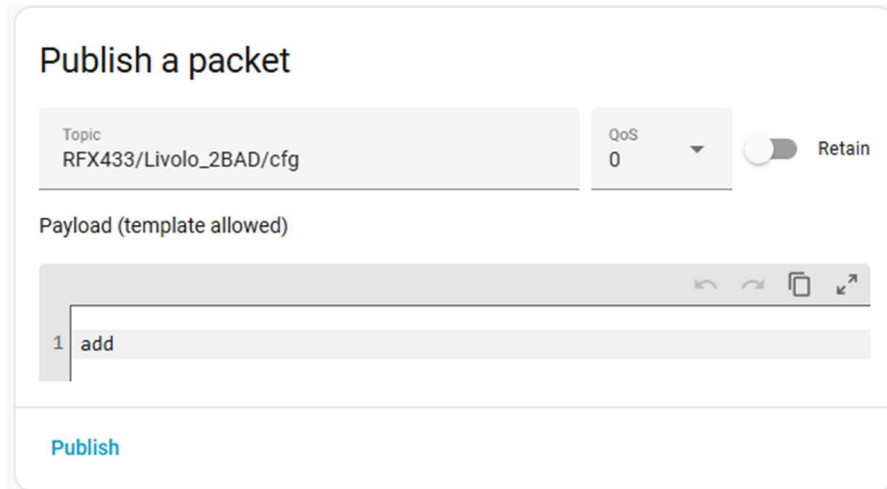 Publish a packet
Topic
RFX433/Livolo_2BAD/cfg
QoS
0
Retain
Payload (template allowed)
1 add
Publish